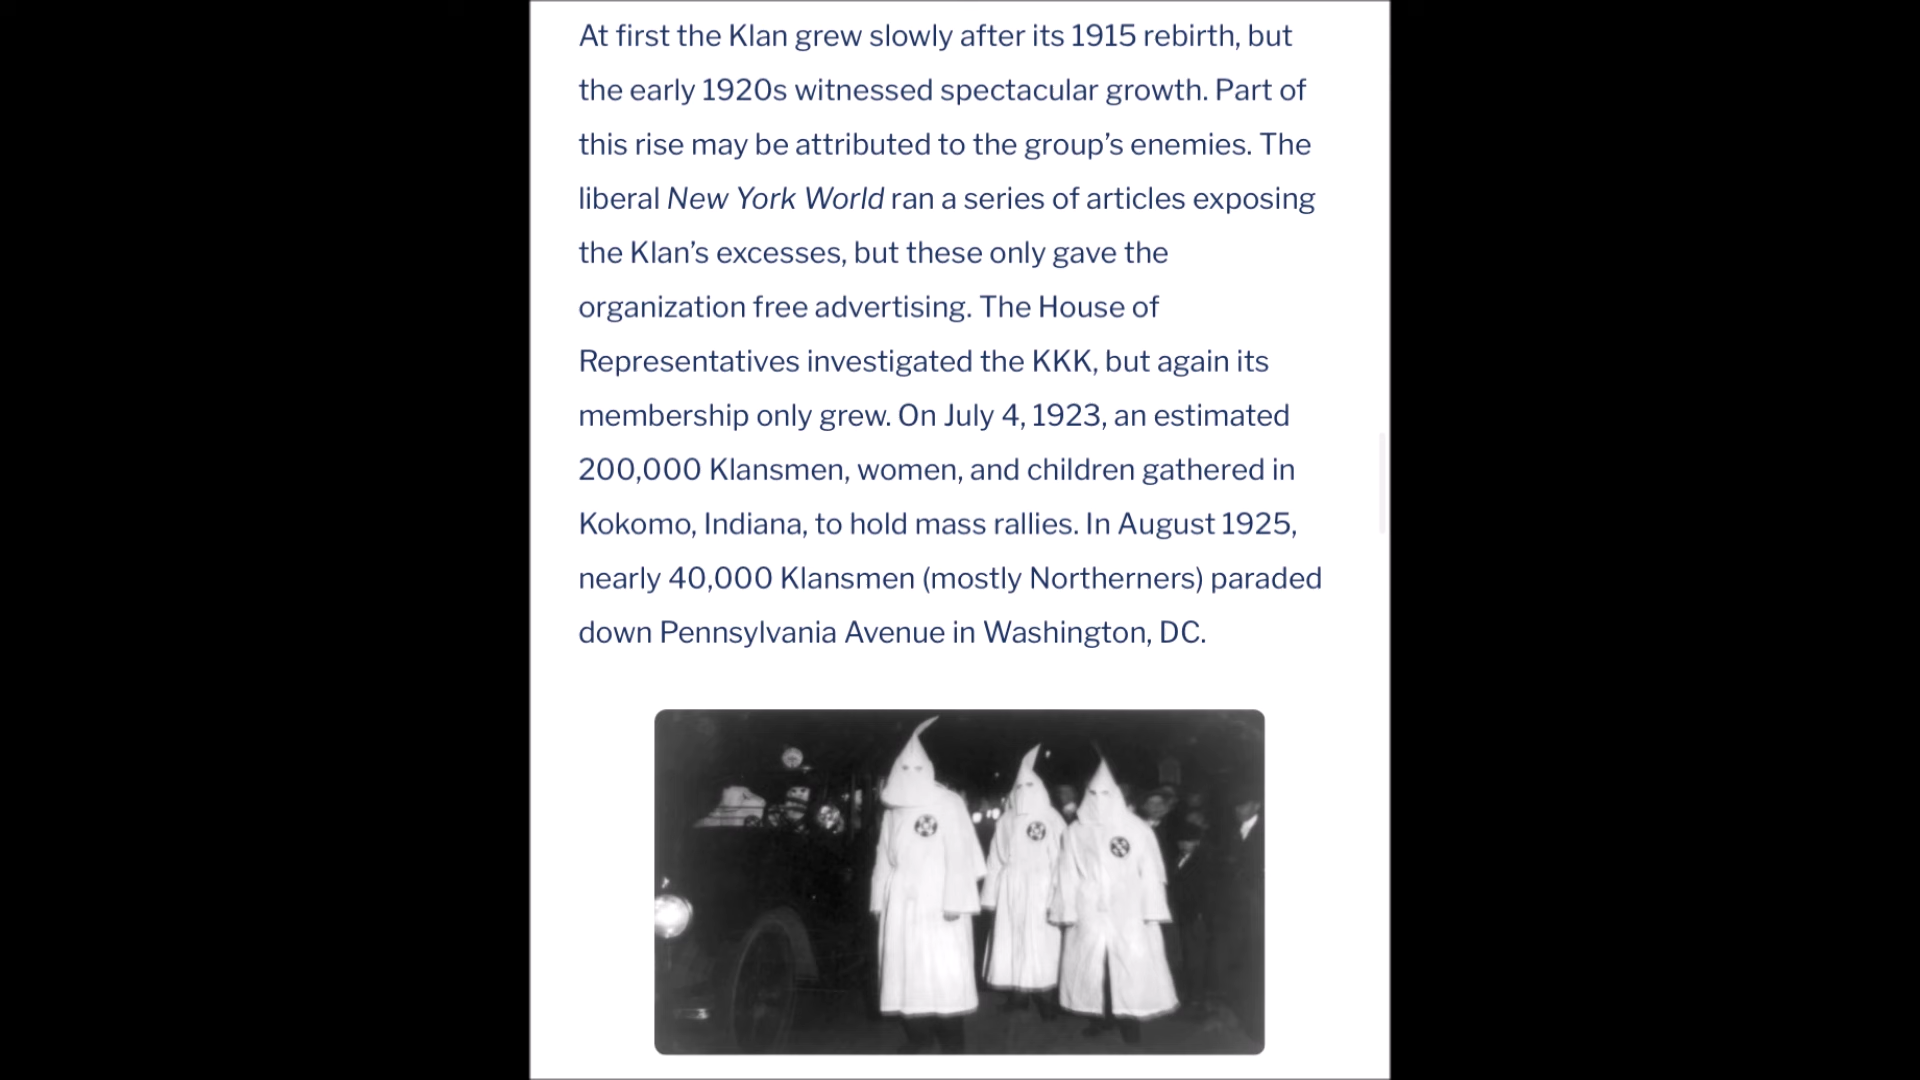 At first the Klan grew slowly after its 1915 rebirth, but
the early 1920s witnessed spectacular growth. Part of
this rise may be attributed to the group’s enemies. The
liberal New York World ran a series of articles exposing
the Klan’s excesses, but these only gave the
organization free advertising. The House of
Representatives investigated the KKK, but again its
membership only grew. On July 4, 1923, an estimated
200,000 Klansmen, women, and children gathered in
Kokomo, Indiana, to hold mass rallies. In August 1925,
nearly 40,000 Klansmen (mostly Northerners) paraded
down Pennsylvania Avenue in Washington, DC.